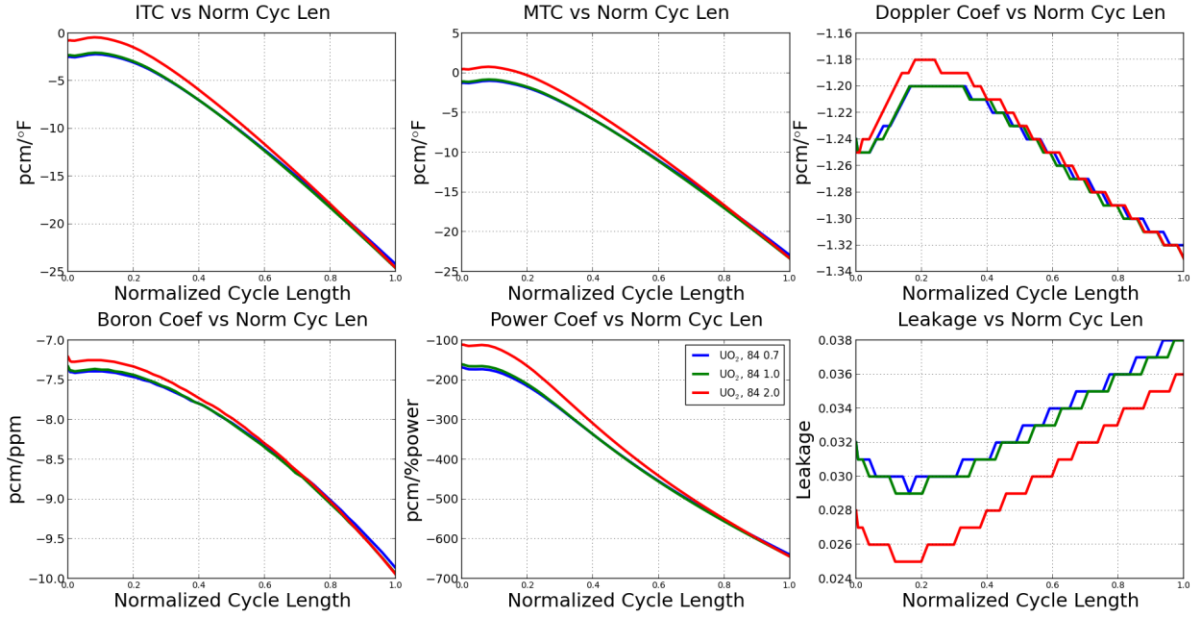 ITC vs Norm Cyc Len
pcm/°F
0
−5
−10
−15
−20
−25
0.0 0.2 0.4 0.6 0.8 1.0
Normalized Cycle Length
MTC vs Norm Cyc Len
pcm/°F
5
0
−5
−10
−15
−20
−25
0.0 0.2 0.4 0.6 0.8 1.0
Normalized Cycle Length
Doppler Coef vs Norm Cyc Len
pcm/°F
−1.16
−1.18
−1.20
−1.22
−1.24
−1.26
−1.28
−1.30
−1.32
−1.34
0.0 0.2 0.4 0.6 0.8 1.0
Normalized Cycle Length
Boron Coef vs Norm Cyc Len
pcm/ppm
−7.0
−7.5
−8.0
−8.5
−9.0
−9.5
−10.0
0.0 0.2 0.4 0.6 0.8 1.0
Normalized Cycle Length
Power Coef vs Norm Cyc Len
pcm/%power
−100
−200
−300
−400
−500
−600
−700
UO₂, 84 0.7
UO₂, 84 1.0
UO₂, 84 2.0
0.0 0.2 0.4 0.6 0.8 1.0
Normalized Cycle Length
Leakage vs Norm Cyc Len
Leakage
0.038
0.036
0.034
0.032
0.030
0.028
0.026
0.024
0.0 0.2 0.4 0.6 0.8 1.0
Normalized Cycle Length